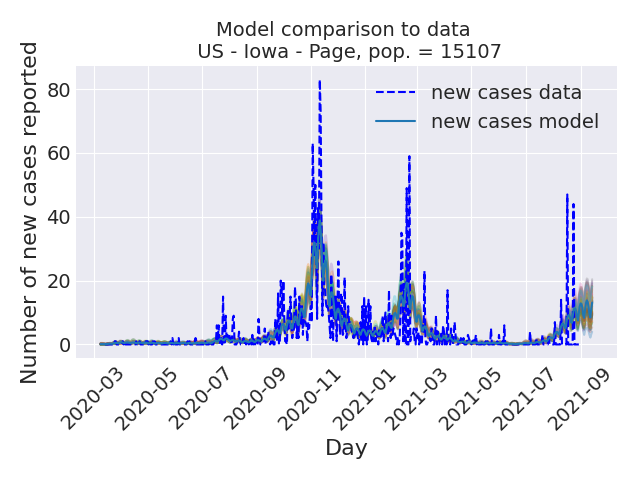 Model comparison to data
US - Iowa - Page, pop. = 15107
Number of new cases reported
80
60
40
20
0
new cases data
new cases model
2020-03
2020-05
2020-07
2020-09
2020-11
2021-01
2021-03
2021-05
2021-07
2021-09
Day